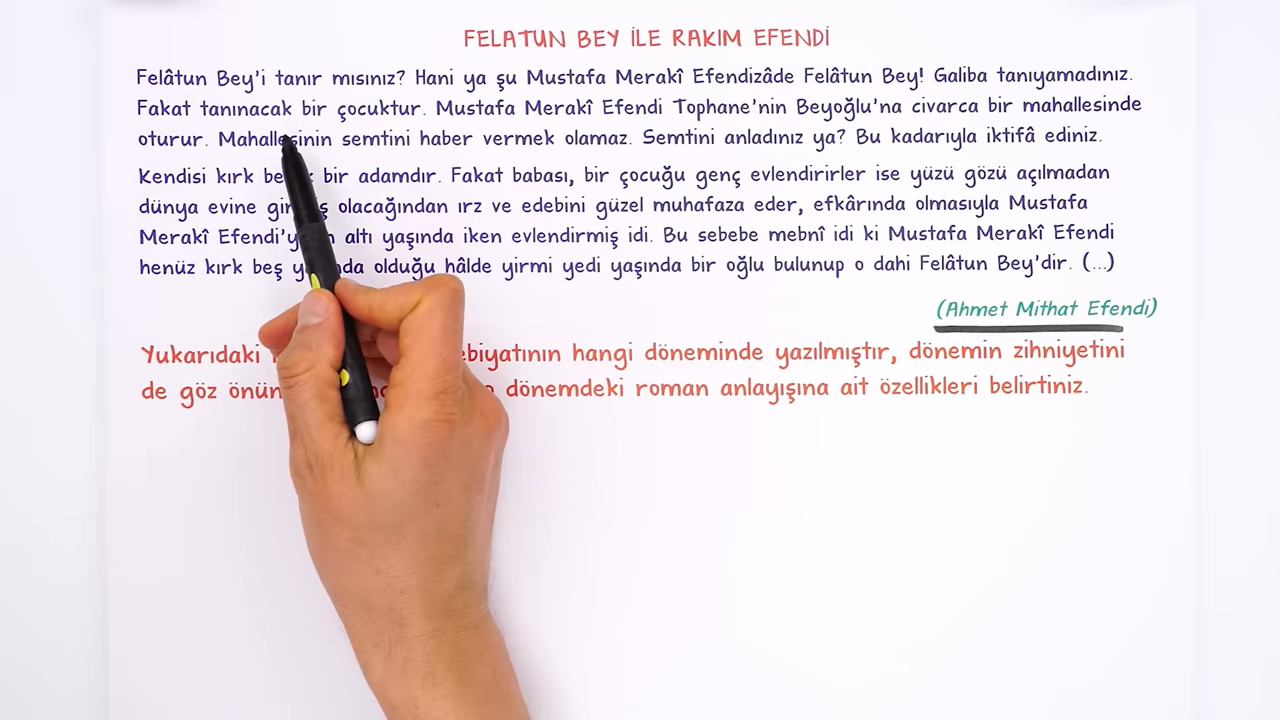 FELATUN BEY İLE RAKIM EFENDİ
Felâtun Bey'i tanır mısınız? Hani ya şu Mustafa Merakî Efendizâde Felâtun Bey! Galiba tanıyamadınız.
Fakat tanınacak bir çocuktur. Mustafa Merakî Efendi Tophane'nin Beyoğlu'na civarca bir mahallesinde
oturur. Mahallesinin semtini haber vermek olamaz. Semtini anladınız ya? Bu kadarıyla iktifâ ediniz.
Kendisi kırk bir adamdır. Fakat babası, bir çocuğu genç evlendirirler ise yüzü gözü açılmadan
dünya evine olacağından ırz ve edebini güzel muhafaza eder, efkârında olmasıyla Mustafa
Merakî altı yaşında iken evlendirmiş idi. Bu sebebe mebnî idi ki Mustafa Merakî Efendi
henüz kırk beş olduğu hâlde yirmi yedi yaşında bir oğlu bulunup o dahi Felâtun Bey'dir. (...)
(Ahmet Mithat Efendi)
Yukarıdaki hangi döneminde yazılmıştır, dönemin zihniyetini
de göz dönemdeki roman anlayışına ait özellikleri belirtiniz.